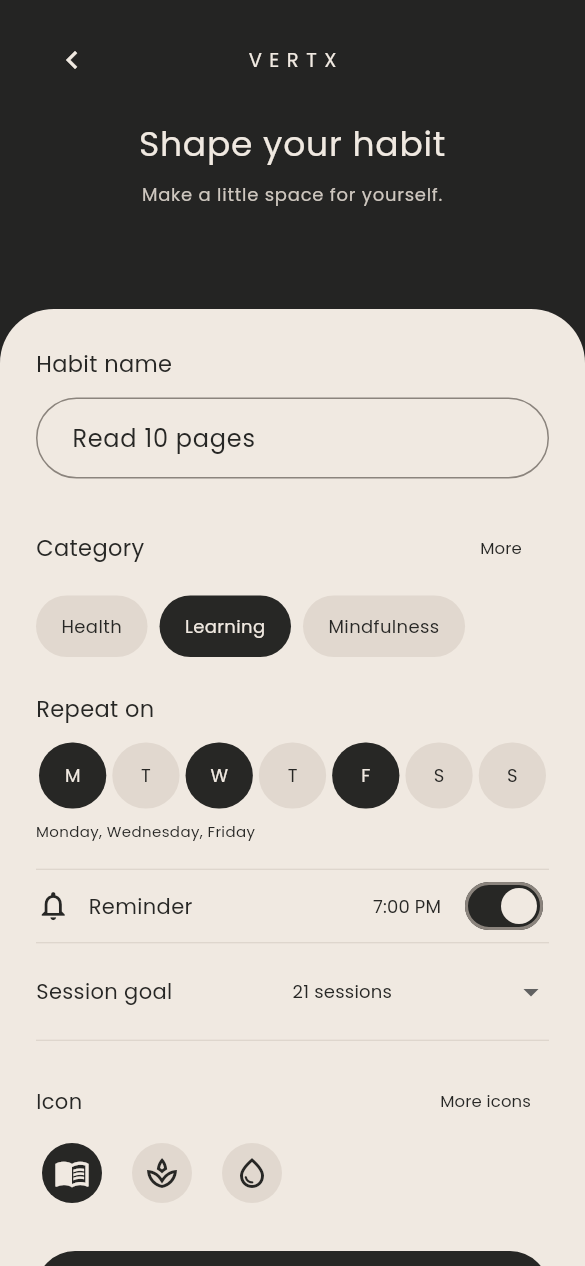 VERTX
Shape your habit
Make a little space for yourself.
Habit name
Read 10 pages
Category More
Health Learning Mindfulness
Repeat on
M T W T F S S
Monday, Wednesday, Friday
Reminder 7:00 PM
Session goal 21 sessions
Icon More icons